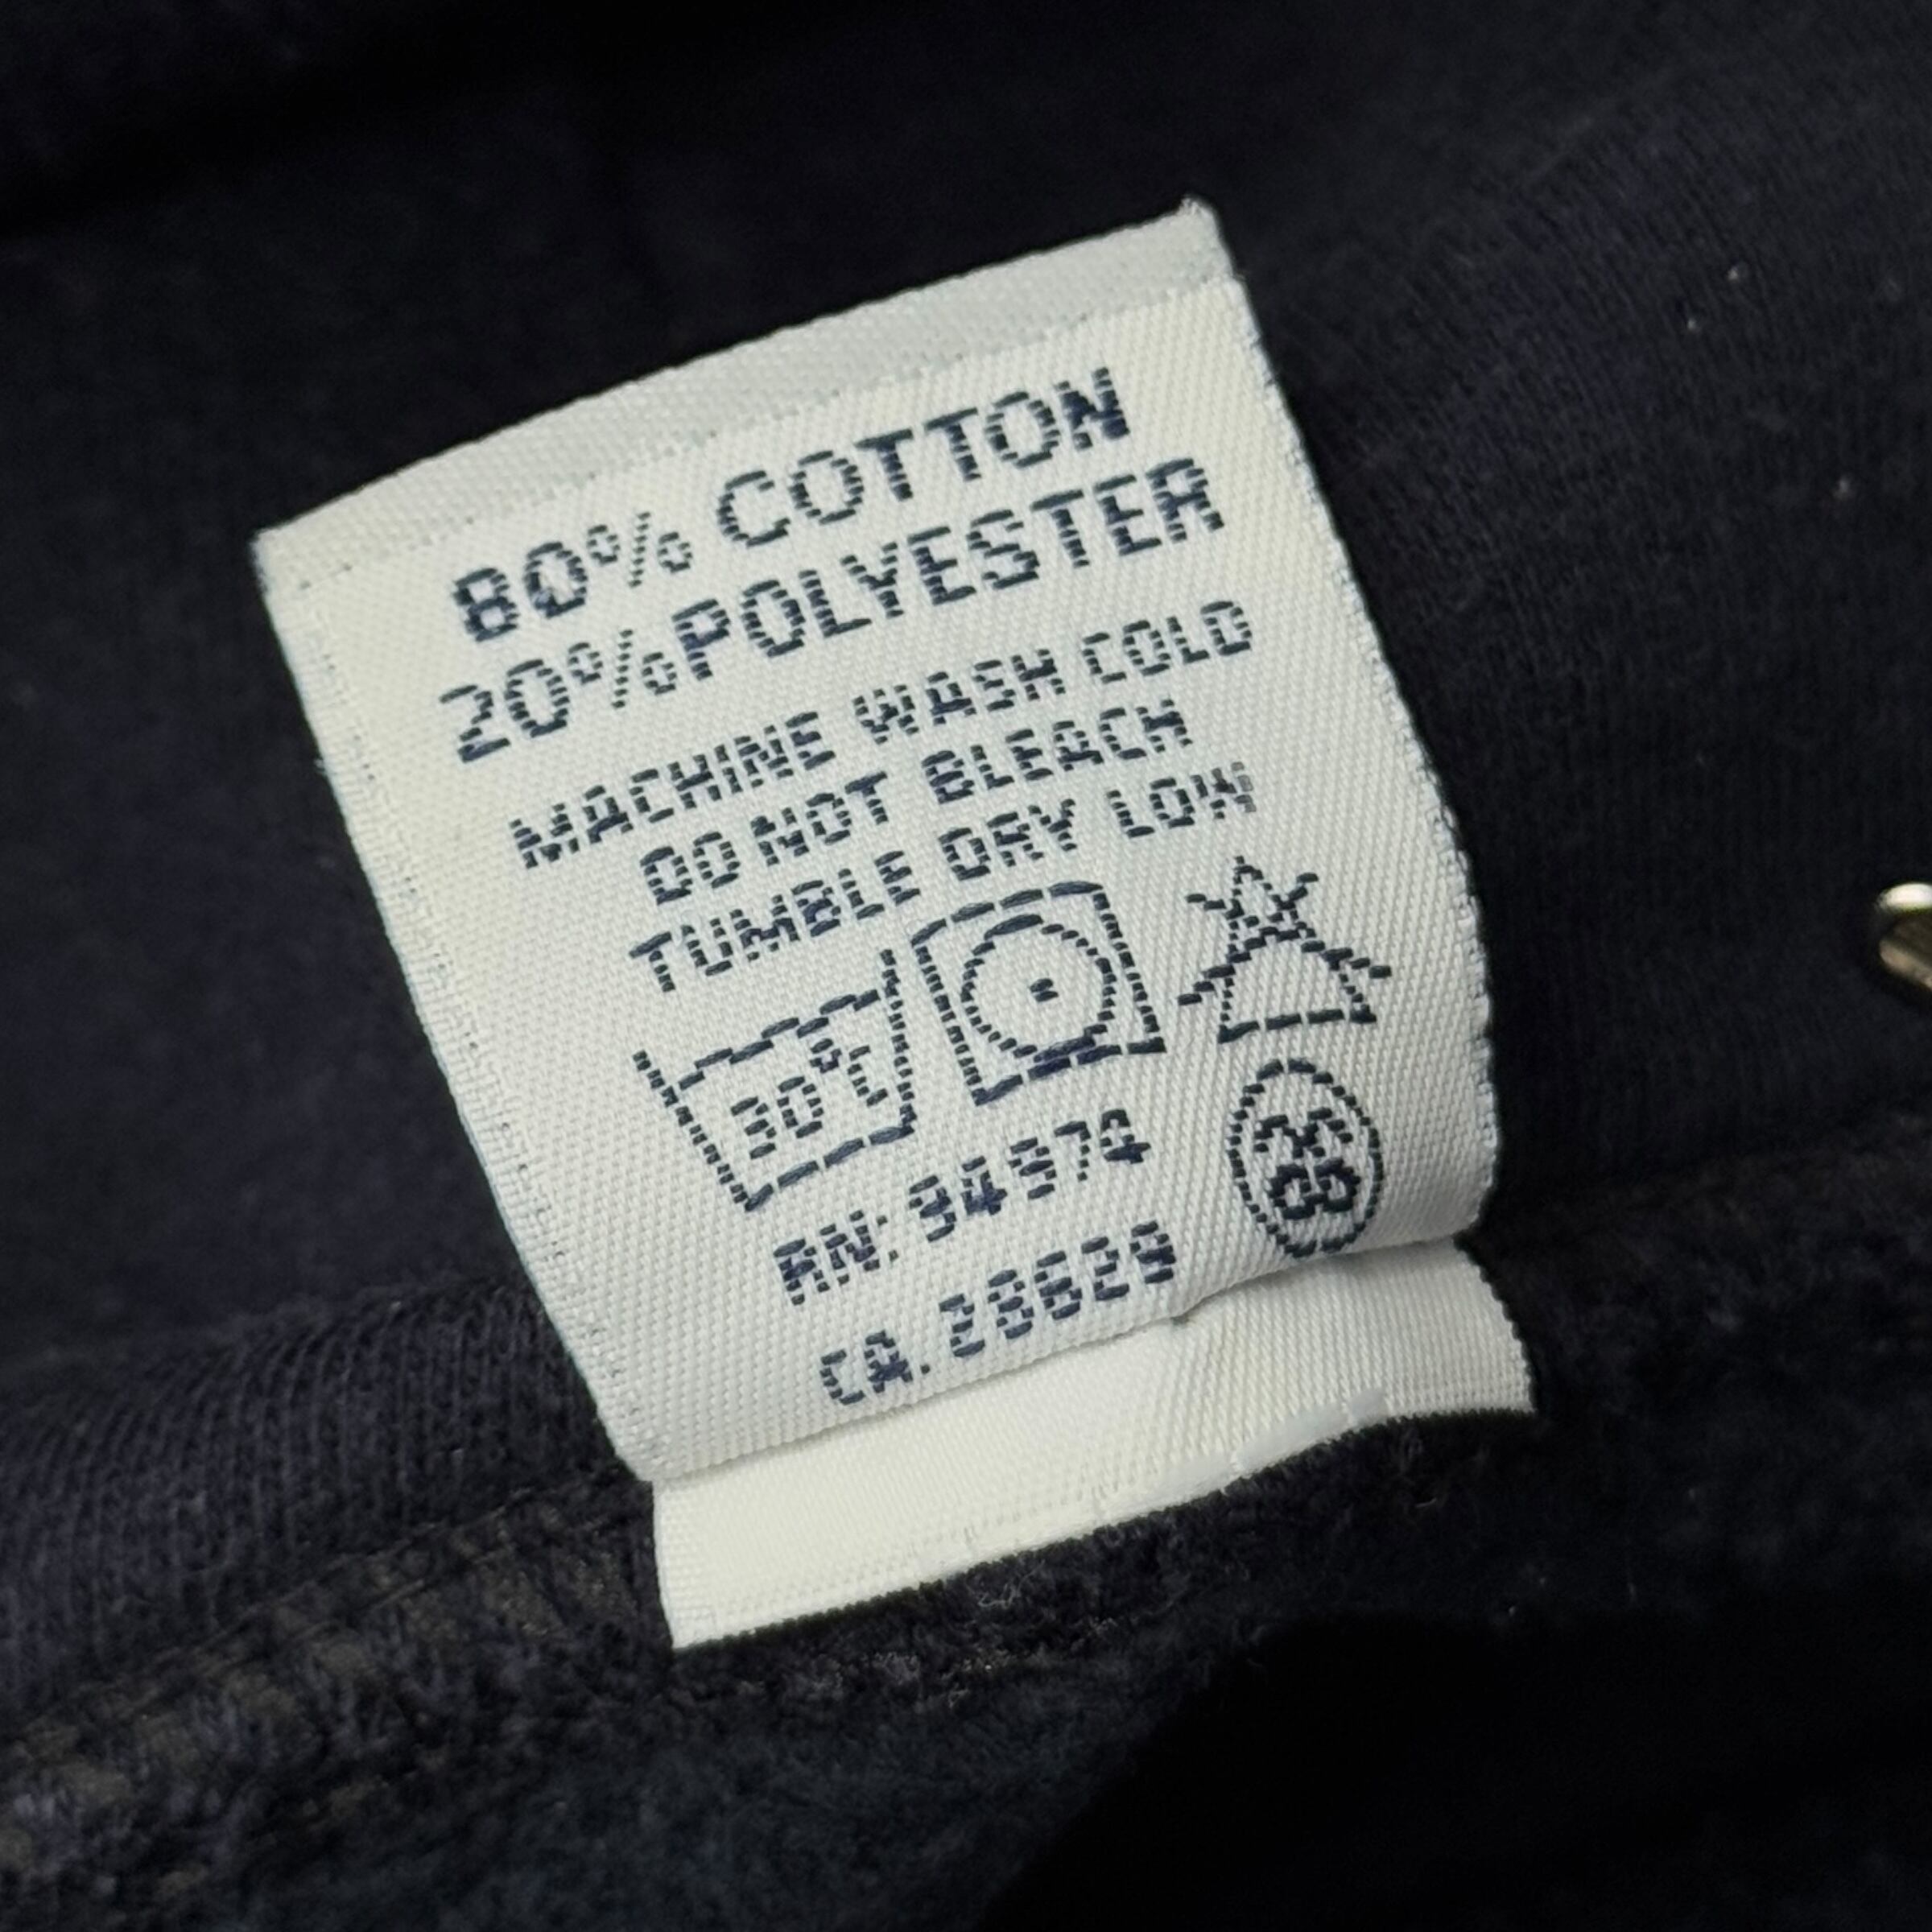 80% COTTON
20% POLYESTER
MACHINE WASH COLD
DO NOT BLEACH
TUMBLE DRY LOW
30℃
RN: 94974
CA. 28629